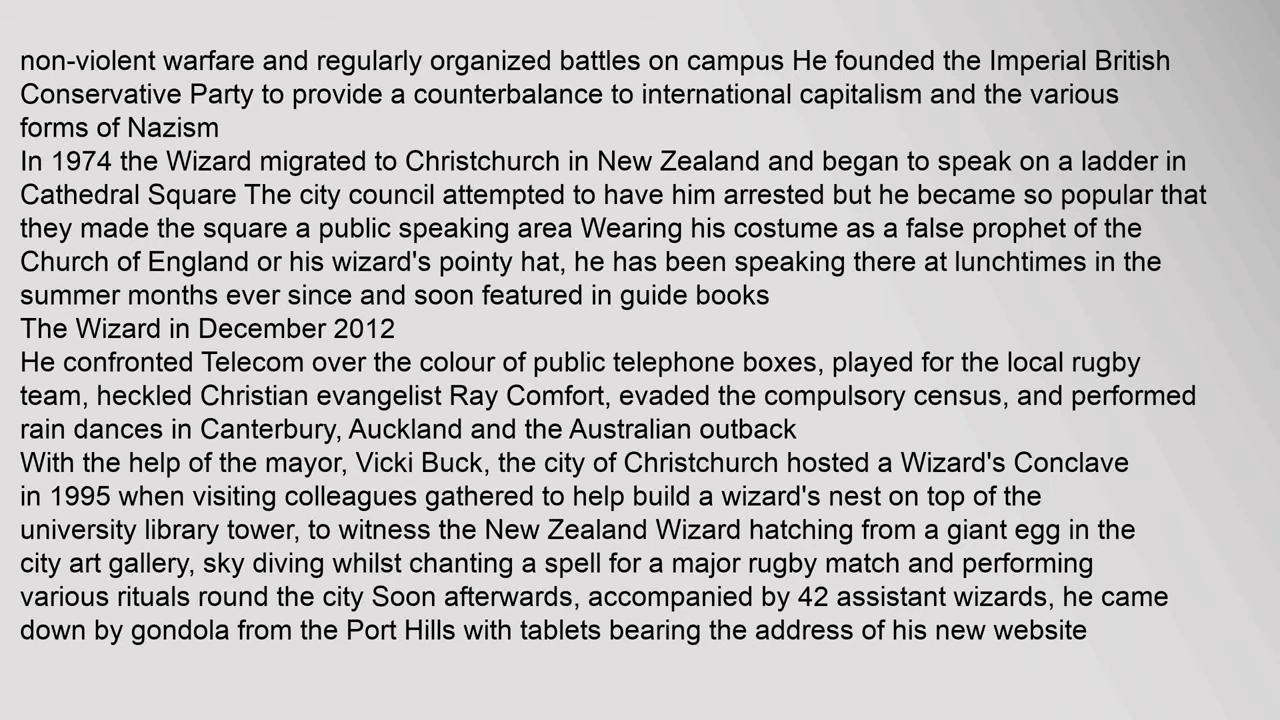 non-violent warfare and regularly organized battles on campus He founded the Imperial British
Conservative Party to provide a counterbalance to international capitalism and the various
forms of Nazism
In 1974 the Wizard migrated to Christchurch in New Zealand and began to speak on a ladder in
Cathedral Square The city council attempted to have him arrested but he became so popular that
they made the square a public speaking area Wearing his costume as a false prophet of the
Church of England or his wizard's pointy hat, he has been speaking there at lunchtimes in the
summer months ever since and soon featured in guide books
The Wizard in December 2012
He confronted Telecom over the colour of public telephone boxes, played for the local rugby
team, heckled Christian evangelist Ray Comfort, evaded the compulsory census, and performed
rain dances in Canterbury, Auckland and the Australian outback
With the help of the mayor, Vicki Buck, the city of Christchurch hosted a Wizard's Conclave
in 1995 when visiting colleagues gathered to help build a wizard's nest on top of the
university library tower, to witness the New Zealand Wizard hatching from a giant egg in the
city art gallery, sky diving whilst chanting a spell for a major rugby match and performing
various rituals round the city Soon afterwards, accompanied by 42 assistant wizards, he came
down by gondola from the Port Hills with tablets bearing the address of his new website